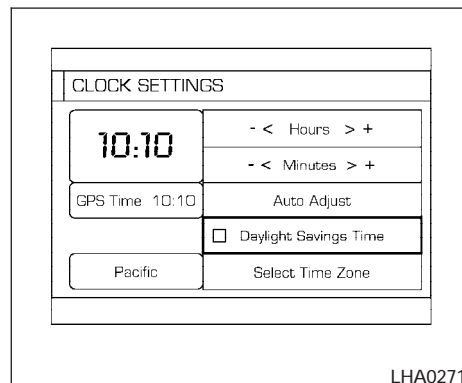 CLOCK SETTINGS
10:10
- < Hours > +
- < Minutes > +
GPS Time 10:10
Auto Adjust
Daylight Savings Time
Pacific
Select Time Zone
LHA0271